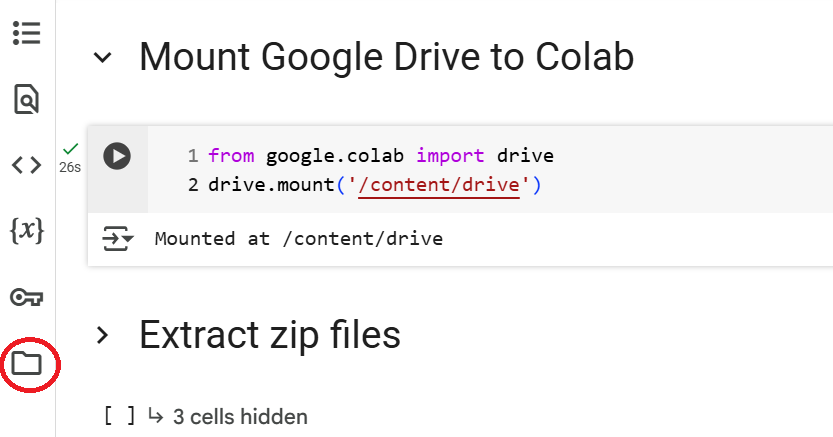 Mount Google Drive to Colab
26s
1 from google.colab import drive
2 drive.mount('/content/drive')
Mounted at /content/drive
{x}
Extract zip files
[ ] ↳ 3 cells hidden